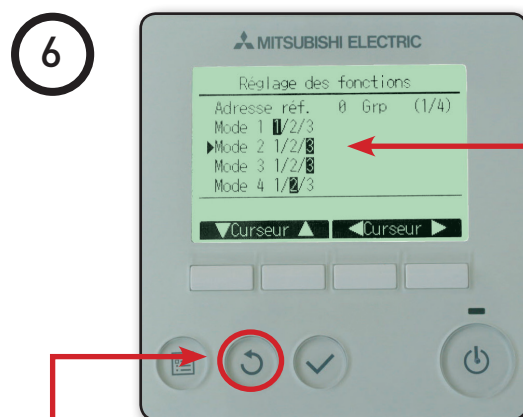 6
MITSUBISHI ELECTRIC
Réglage des fonctions
Adresse réf. 0 Grp (1/4)
Mode 1 1/2/3
▶Mode 2 1/2/3
Mode 3 1/2/3
Mode 4 1/2/3
▼Curseur▲ ◀Curseur▶